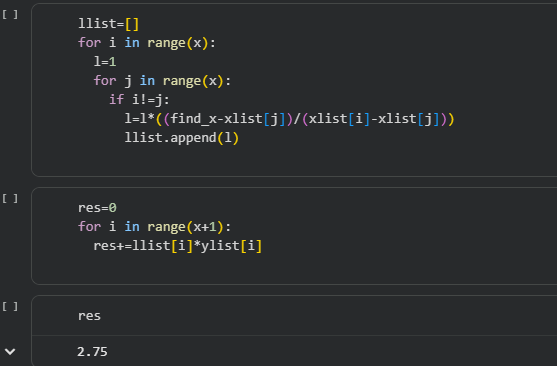 [ ]
llist=[]
for i in range(x):
  l=1
  for j in range(x):
    if i!=j:
      l=l*((find_x-xlist[j])/(xlist[i]-xlist[j]))
      llist.append(l)
[ ]
res=0
for i in range(x+1):
  res+=llist[i]*ylist[i]
[ ]
res
2.75